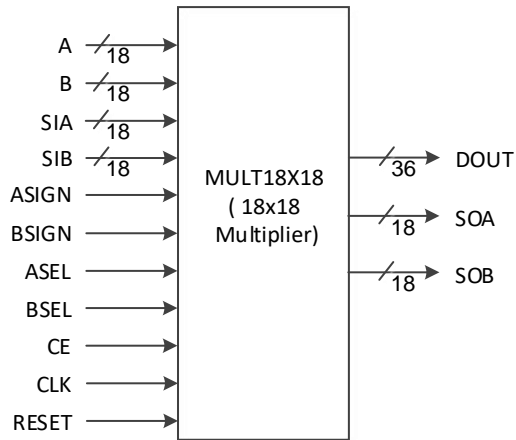 A
18
B
18
SIA
18
SIB
18
ASIGN
BSIGN
ASEL
BSEL
CE
CLK
RESET
MULT18X18
( 18x18
Multiplier)
36
DOUT
18
SOA
18
SOB